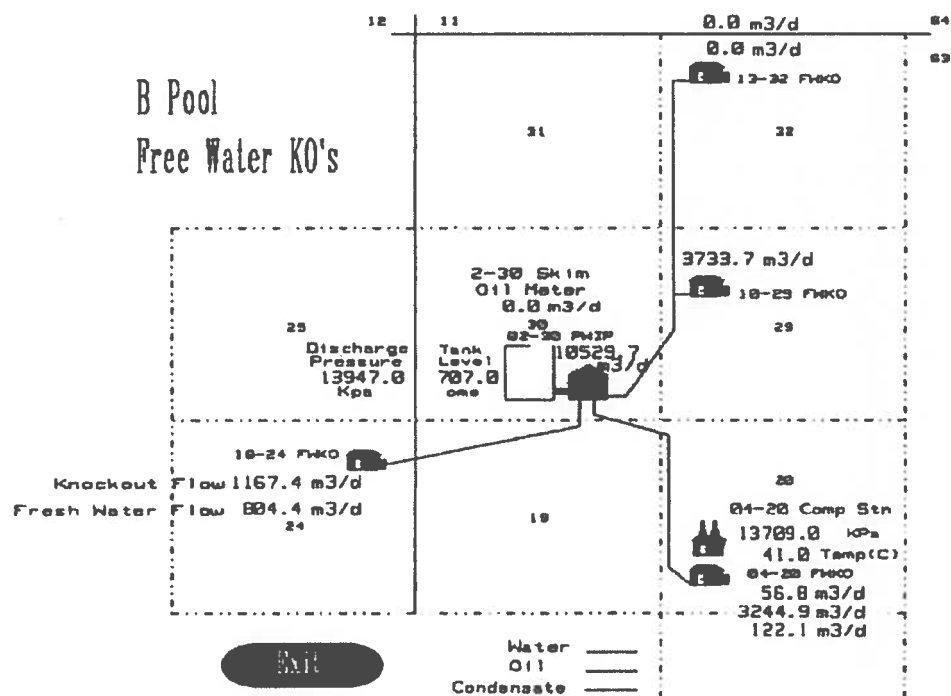 12 11 0.0 m3/d 64
0.0 m3/d 63
13-32 FWKO
B Pool
Free Water KO's
31 32
3733.7 m3/d
10-29 FWKO
2-30 Skim
Oil Meter
0.0 m3/d
30
02-30 PWIP
25 29
Discharge
Pressure
13947.0
Kpa
Tank
Level
707.0
cms
10529.7
m3/d
16-24 FWKO
Knockout Flow 1167.4 m3/d
Fresh Water Flow 804.4 m3/d
24
19
20
04-20 Comp Stn
13709.0 KPa
41.0 Temp(C)
04-20 FWKO
56.8 m3/d
3244.9 m3/d
122.1 m3/d
Exit
Water
Oil
Condensate